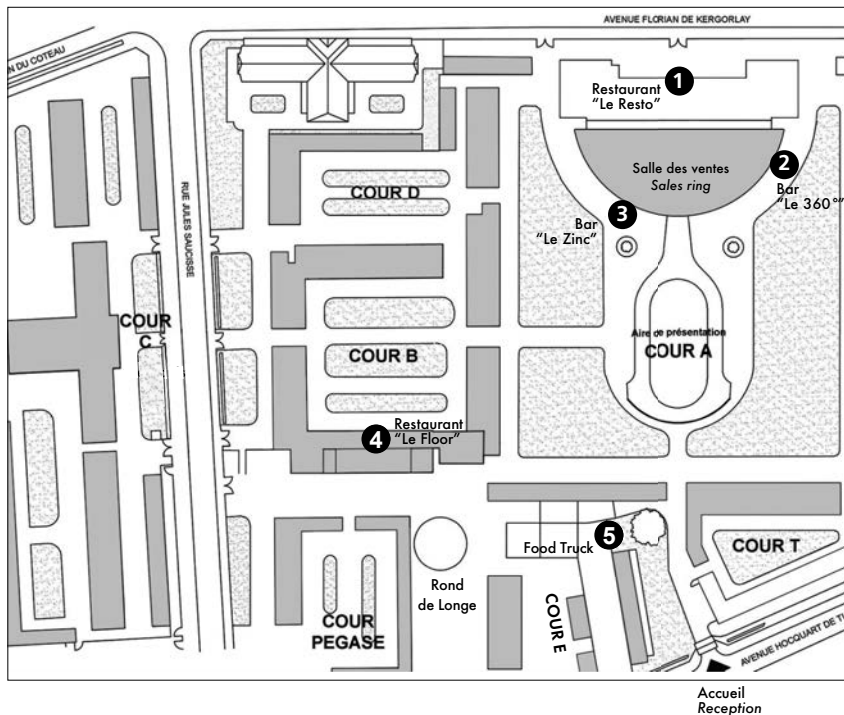 AVENUE FLORIAN DE KERGORLAY
N DU COTEAU
1
Restaurant
"Le Resto"
2
Bar
"Le 360°"
Salle des ventes
Sales ring
3
Bar
"Le Zinc"
RUE JULES SAUCISSE
COUR D
COUR
C
COUR B
Aire de présentation
COUR A
Restaurant
4 "Le Floor"
5
Food Truck
COUR T
Rond
de Longe
COUR E
COUR
PEGASE
AVENUE HOCQUART DE TU
Accueil
Reception